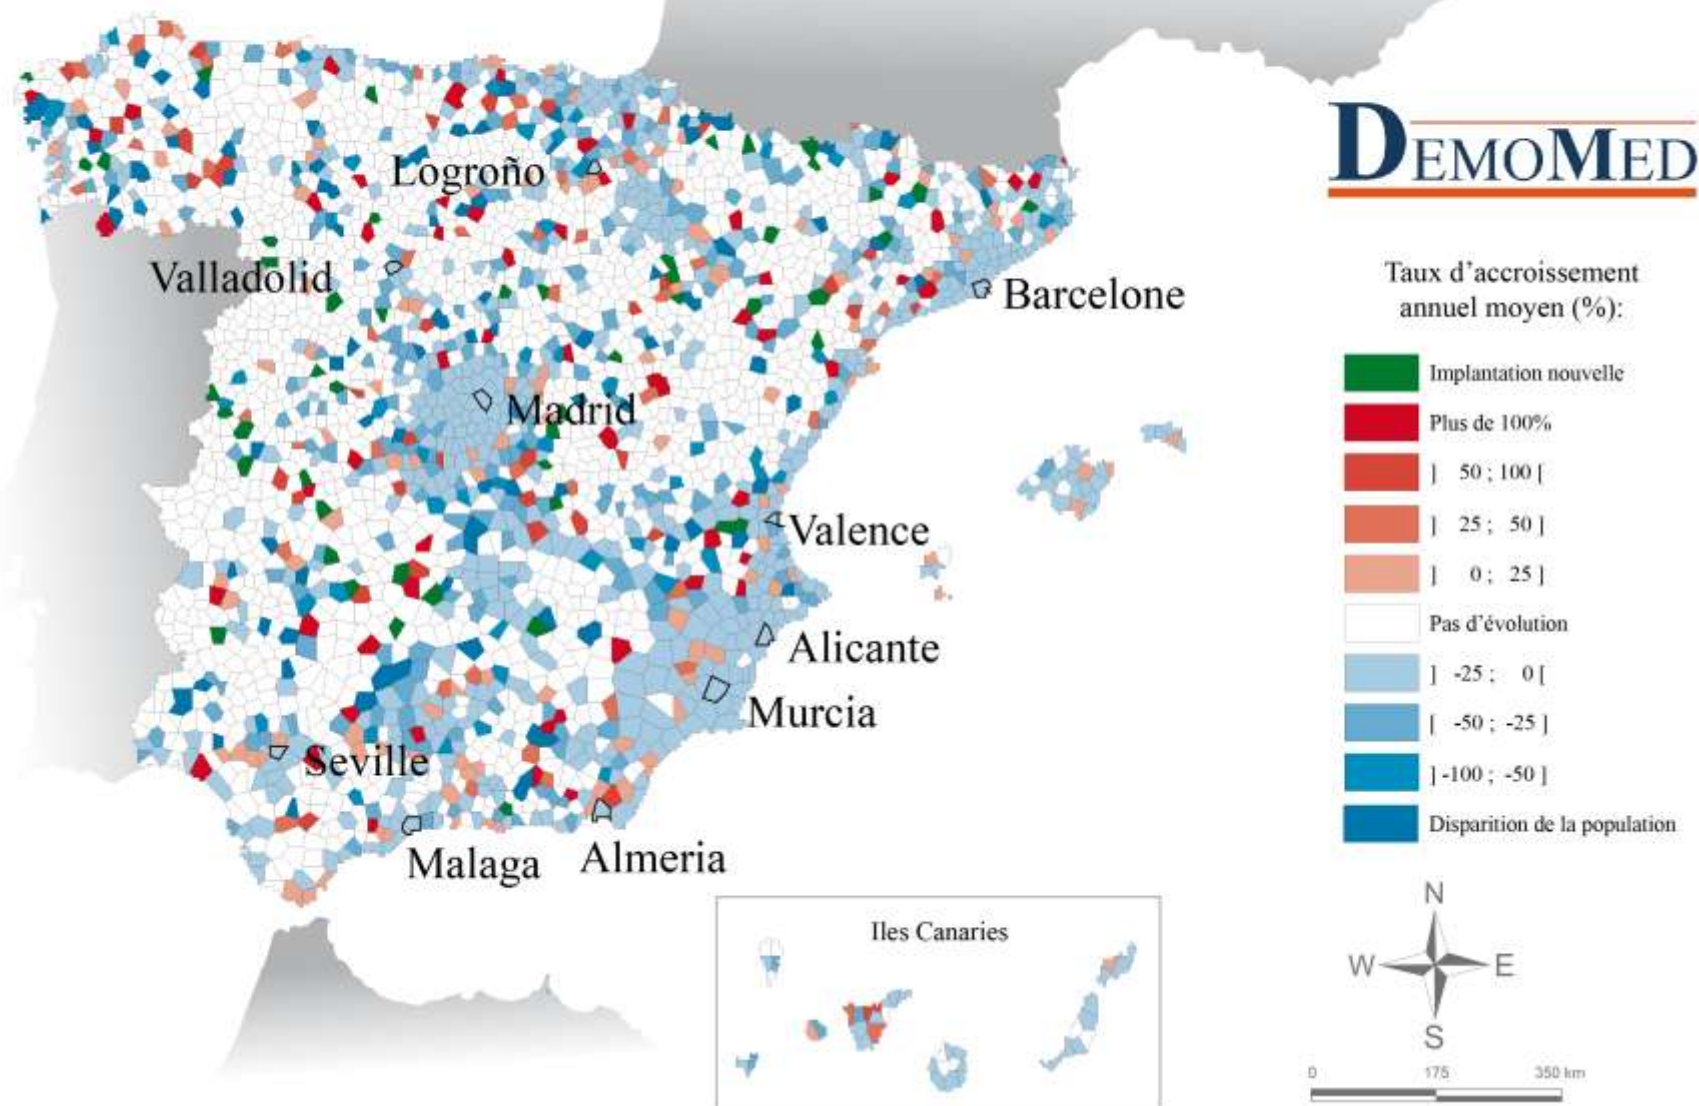 Logroño
Valladolid
Barcelone
Madrid
Valence
Alicante
Murcia
Seville
Malaga
Almeria
Iles Canaries
DEMOMED
Taux d'accroissement
annuel moyen (%):
Implantation nouvelle
Plus de 100%
] 50 ; 100 [
] 25 ; 50 ]
] 0 ; 25 ]
Pas d'évolution
] -25 ; 0 [
[ -50 ; -25 ]
] -100 ; -50 ]
Disparition de la population
N
W E
S
0 175 350 km